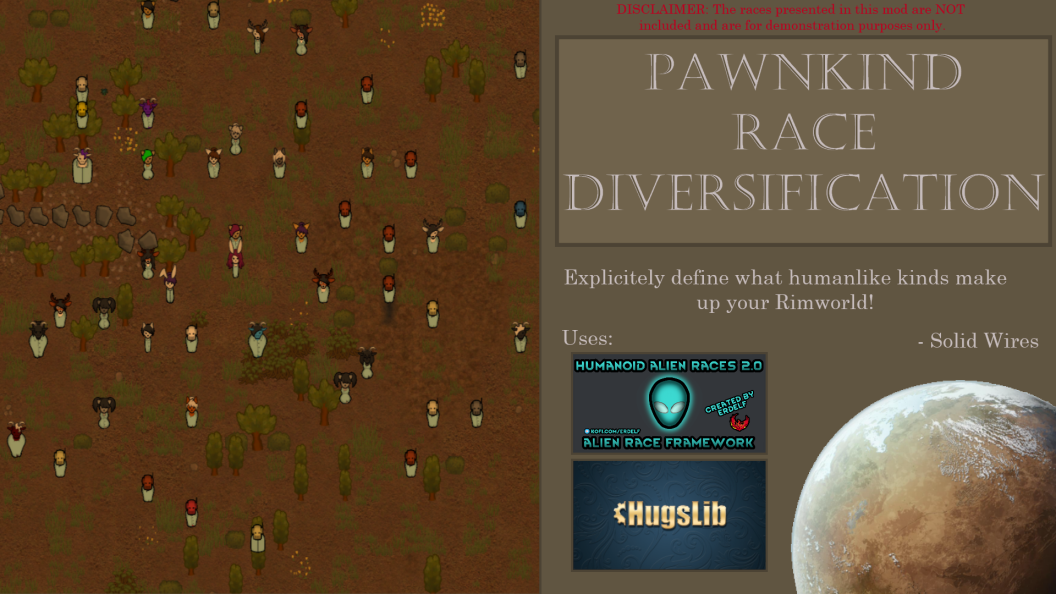 DISCLAIMER: The races presented in this mod are NOT
included and are for demonstration purposes only.
PAWNKIND
RACE
DIVERSIFICATION
Explicitely define what humanlike kinds make
up your Rimworld!
Uses:
- Solid Wires
HUMANOID ALIEN RACES 2.0
CREATED BY
ERDELF
KOFI.COM/ERDELF
ALIEN RACE FRAMEWORK
HugsLib